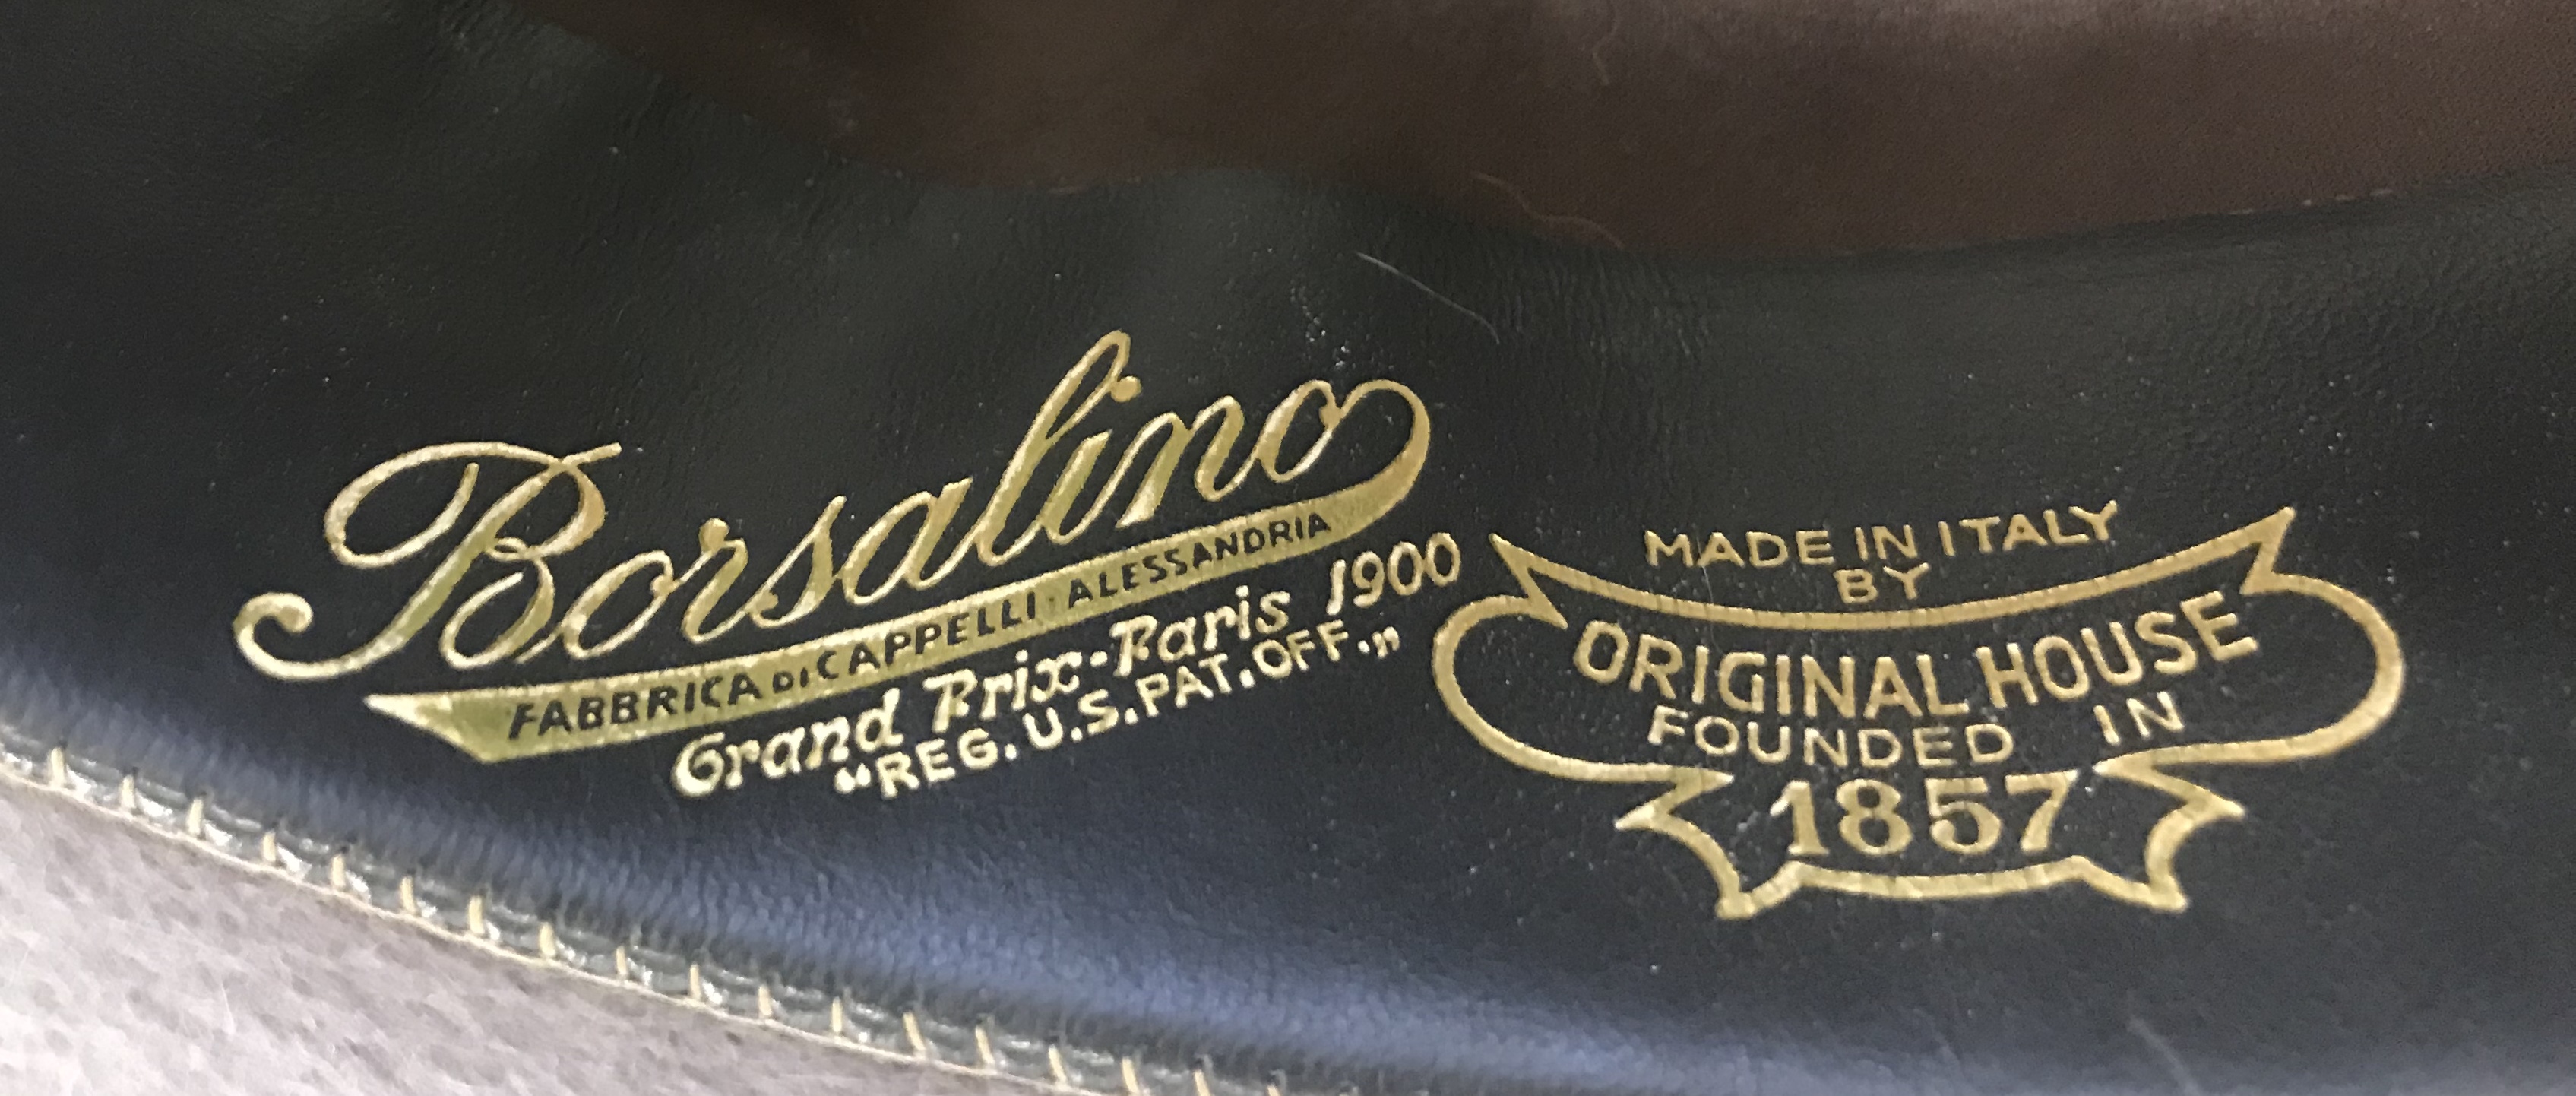 Borsalino
FABBRICA DI CAPPELLI · ALESSANDRIA
Grand Prix - Paris 1900
“REG. U.S. PAT. OFF.„
MADE IN ITALY
BY
ORIGINAL HOUSE
FOUNDED IN
1857